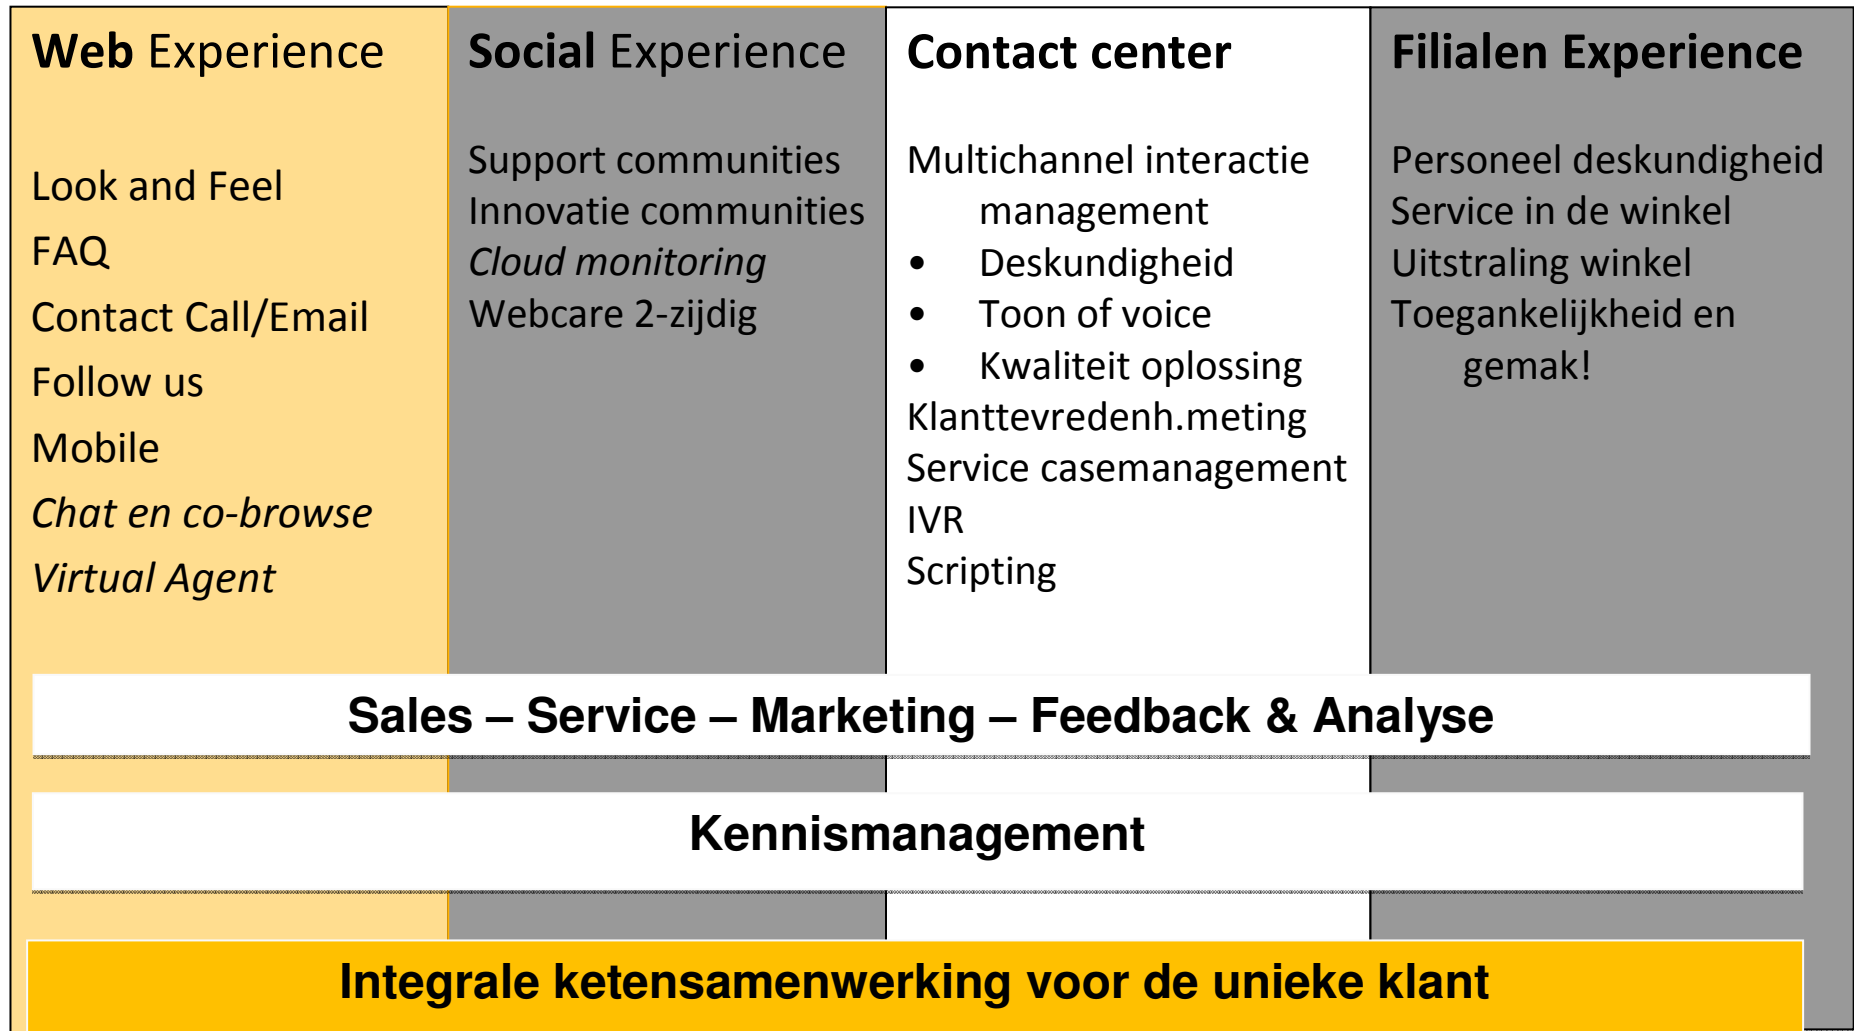 Web Experience
Look and Feel
FAQ
Contact Call/Email
Follow us
Mobile
Chat en co-browse
Virtual Agent
Social Experience
Support communities
Innovatie communities
Cloud monitoring
Webcare 2-zijdig
Contact center
Multichannel interactie
management
• Deskundigheid
• Toon of voice
• Kwaliteit oplossing
Klanttevredenh.meting
Service casemanagement
IVR
Scripting
Filialen Experience
Personeel deskundigheid
Service in de winkel
Uitstraling winkel
Toegankelijkheid en
gemak!
Sales – Service – Marketing – Feedback & Analyse
Kennismanagement
Integrale ketensamenwerking voor de unieke klant